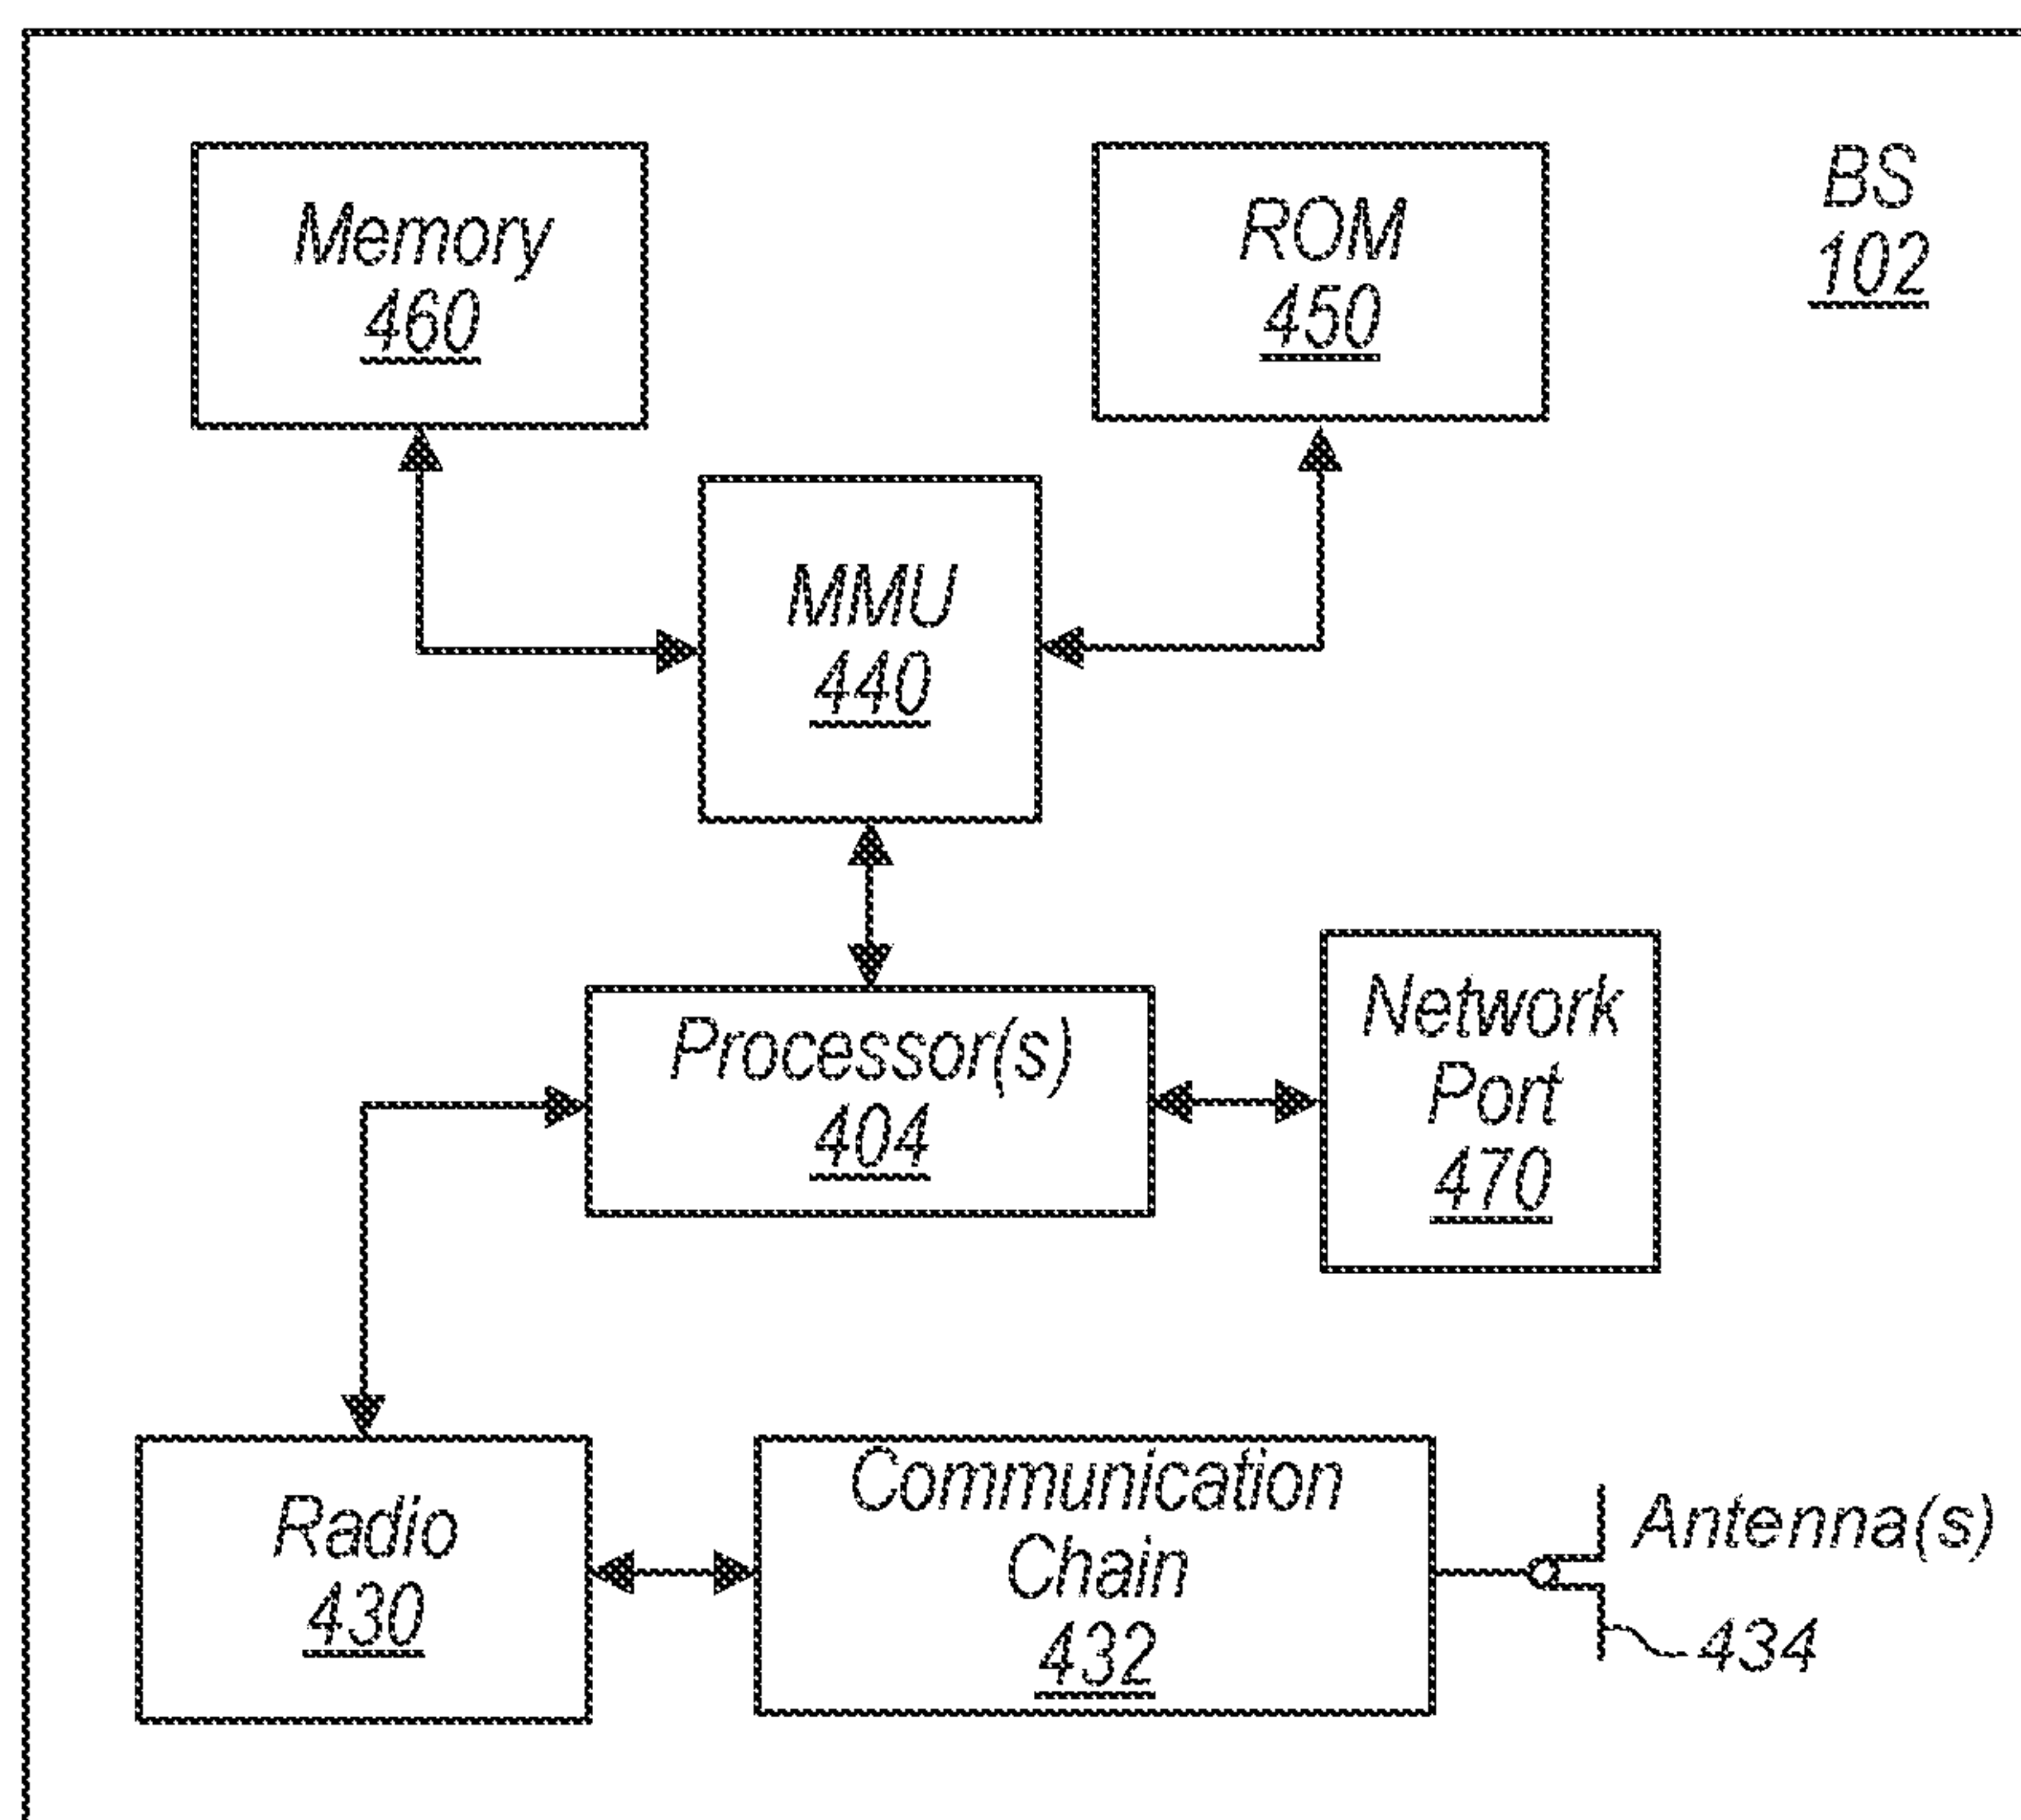 Memory
460
ROM
450
BS
102
MMU
440
Processor(s)
404
Network
Port
470
Radio
430
Communication
Chain
432
Antenna(s)
434